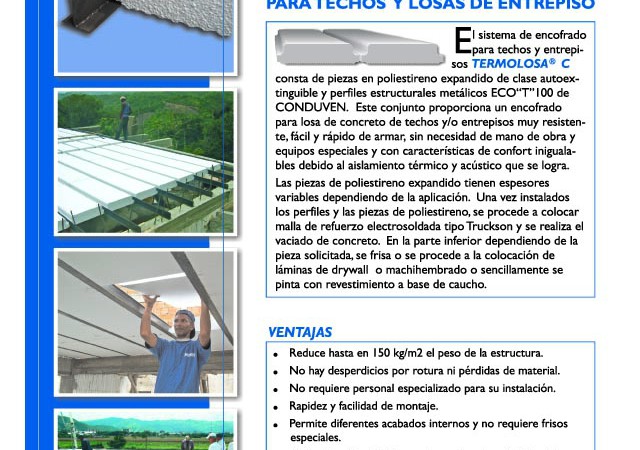 PARA TECHOS Y LOSAS DE ENTREPISO
El sistema de encofrado
para techos y entrepi-
sos TERMOLOSA® C
consta de piezas en poliestireno expandido de clase autoex-
tinguible y perfiles estructurales metálicos ECO“T”100 de
CONDUVEN. Este conjunto proporciona un encofrado
para losa de concreto de techos y/o entrepisos muy resisten-
te, fácil y rápido de armar, sin necesidad de mano de obra y
equipos especiales y con características de confort iniguala-
bles debido al aislamiento térmico y acústico que se logra.
Las piezas de poliestireno expandido tienen espesores
variables dependiendo de la aplicación. Una vez instalados
los perfiles y las piezas de poliestireno, se procede a colocar
malla de refuerzo electrosoldada tipo Truckson y se realiza el
vaciado de concreto. En la parte inferior dependiendo de la
pieza solicitada, se frisa o se procede a la colocación de
láminas de drywall o machihembrado o sencillamente se
pinta con revestimiento a base de caucho.
VENTAJAS
• Reduce hasta en 150 kg/m2 el peso de la estructura.
• No hay desperdicios por rotura ni pérdidas de material.
• No requiere personal especializado para su instalación.
• Rapidez y facilidad de montaje.
• Permite diferentes acabados internos y no requiere frisos
especiales.